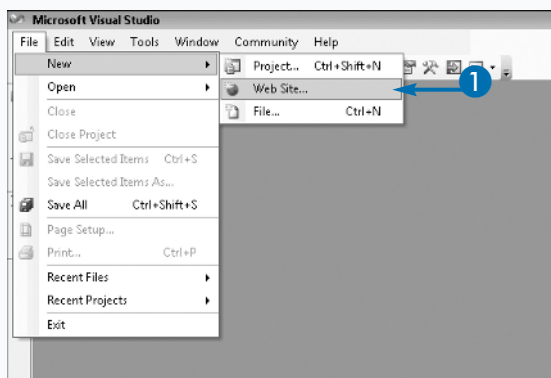 Microsoft Visual Studio
File Edit View Tools Window Community Help
New
Project... Ctrl+Shift+N
Open
Web Site...
1
Close
File... Ctrl+N
Close Project
Save Selected Items Ctrl+S
Save Selected Items As...
Save All Ctrl+Shift+S
Page Setup...
Print... Ctrl+P
Recent Files
Recent Projects
Exit